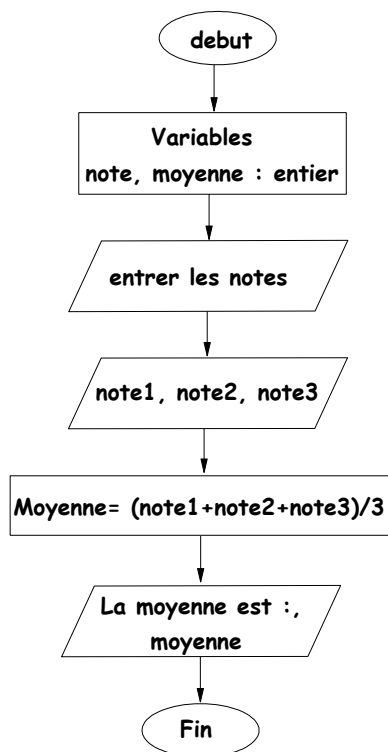 debut
Variables
note, moyenne : entier
entrer les notes
note1, note2, note3
Moyenne= (note1+note2+note3)/3
La moyenne est :,
moyenne
Fin